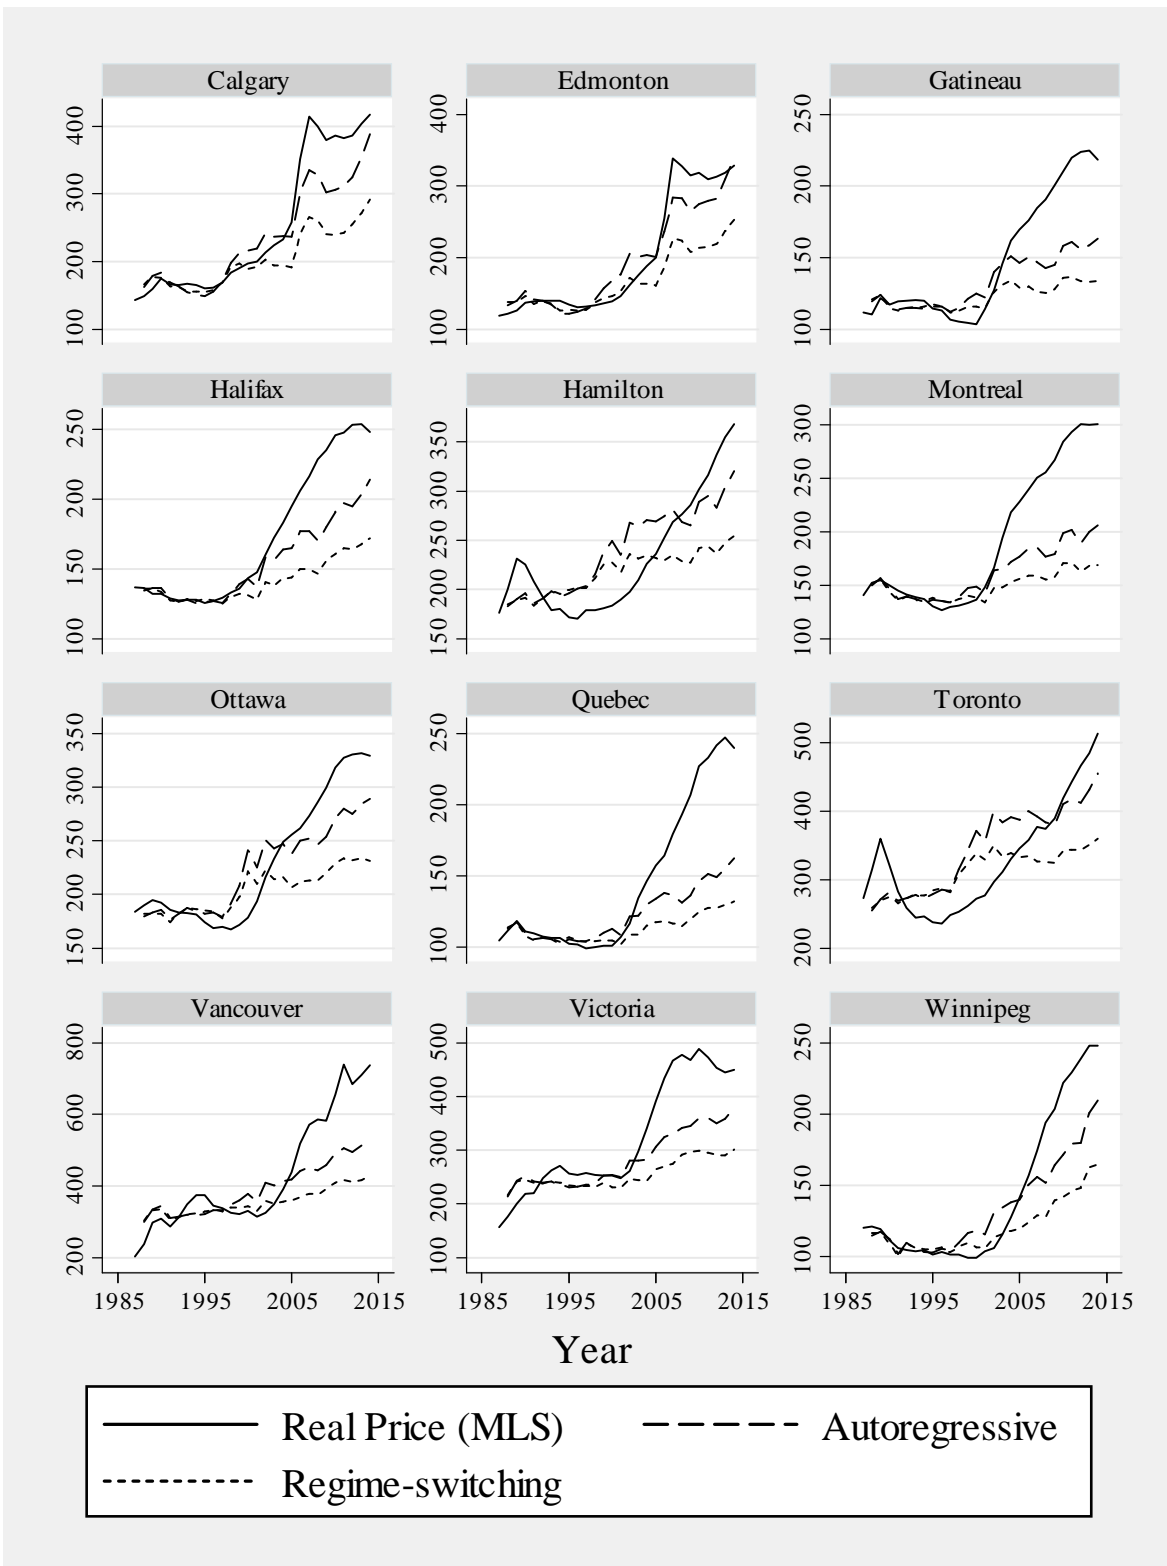 Calgary Edmonton Gatineau
400 300 200 100
400 300 200 100
250 200 150 100
Halifax Hamilton Montreal
250 200 150 100
350 300 250 200 150
300 250 200 150 100
Ottawa Quebec Toronto
350 300 250 200 150
250 200 150 100
500 400 300 200
Vancouver Victoria Winnipeg
800 600 400 200
500 400 300 200 100
250 200 150 100
1985 1995 2005 2015 1985 1995 2005 2015 1985 1995 2005 2015
Year
Real Price (MLS) Autoregressive
Regime-switching